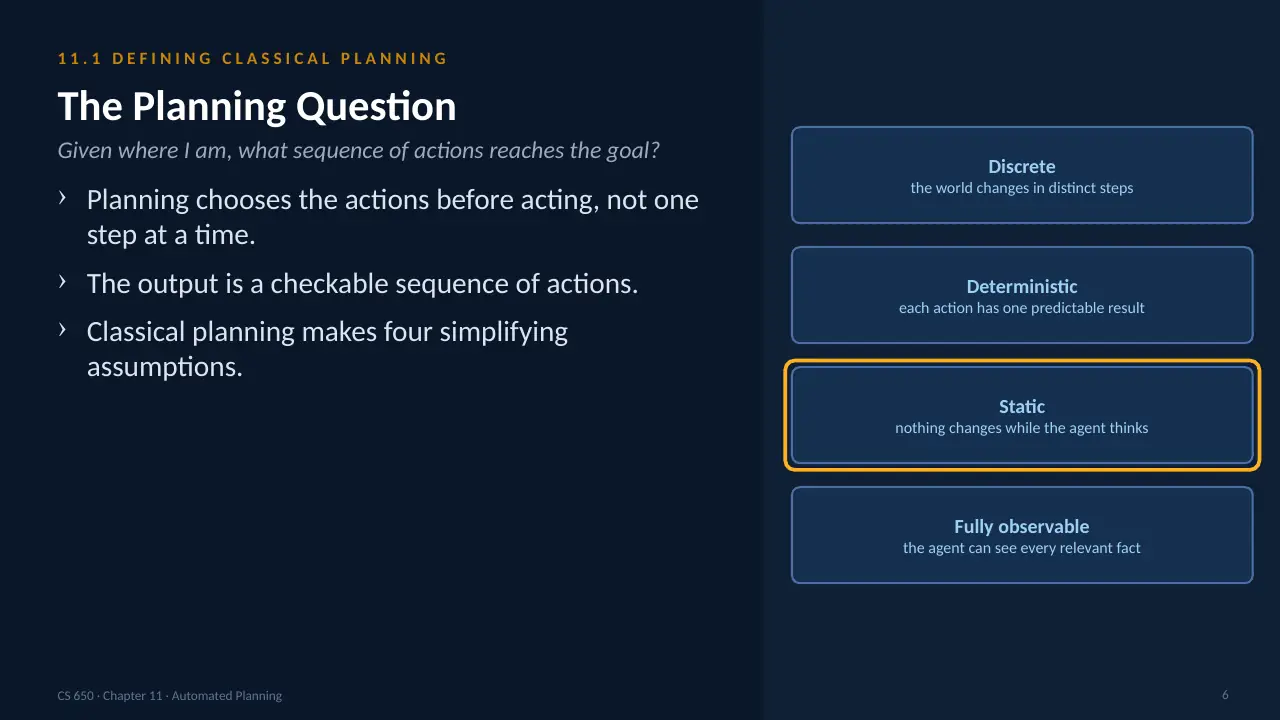 11.1 DEFINING CLASSICAL PLANNING
The Planning Question
Given where I am, what sequence of actions reaches the goal?
› Planning chooses the actions before acting, not one
step at a time.
› The output is a checkable sequence of actions.
› Classical planning makes four simplifying
assumptions.
Discrete
the world changes in distinct steps
Deterministic
each action has one predictable result
Static
nothing changes while the agent thinks
Fully observable
the agent can see every relevant fact
CS 650 · Chapter 11 · Automated Planning
6